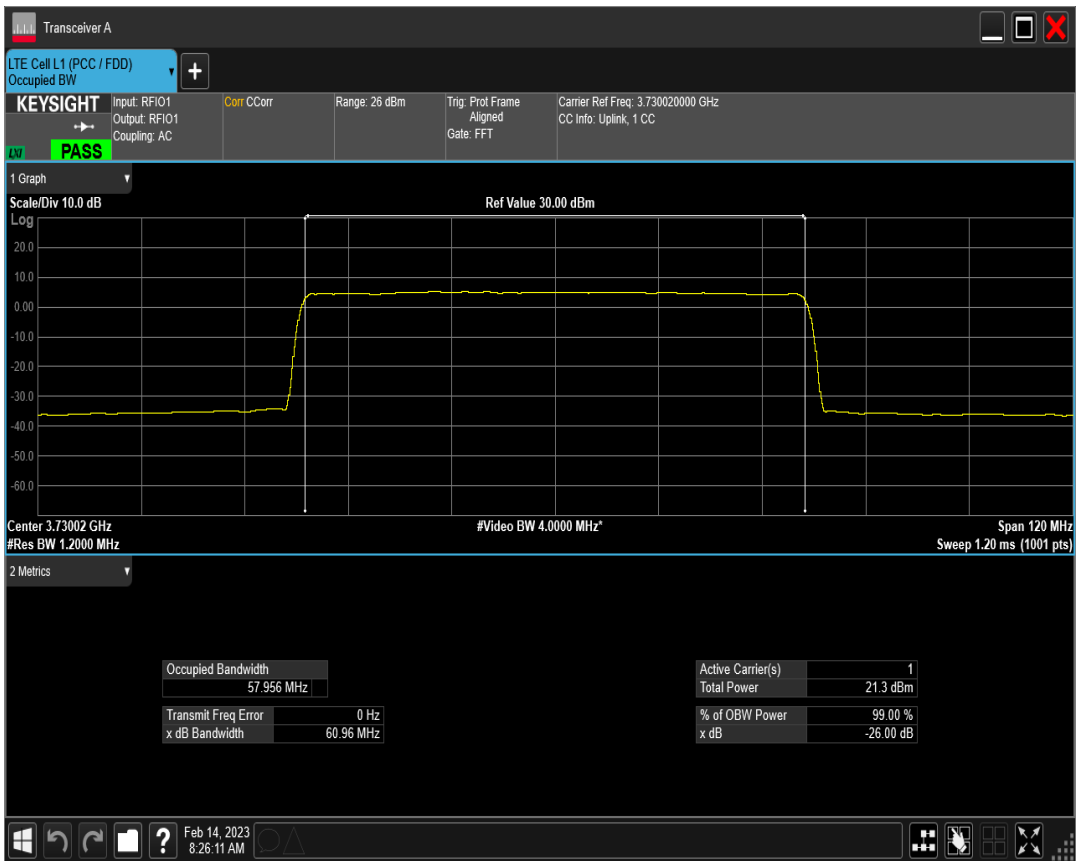 Transceiver A
LTE Cell L1 (PCC / FDD)
Occupied BW
+
KEYSIGHT
LXI
PASS
Input: RFIO1
Output: RFIO1
Coupling: AC
Corr CCorr
Range: 26 dBm
Trig: Prot Frame
Aligned
Gate: FFT
Carrier Ref Freq: 3.730020000 GHz
CC Info: Uplink, 1 CC
1 Graph
Scale/Div 10.0 dB
Ref Value 30.00 dBm
Log
20.0
10.0
0.00
-10.0
-20.0
-30.0
-40.0
-50.0
-60.0
Center 3.73002 GHz
#Video BW 4.0000 MHz*
Span 120 MHz
#Res BW 1.2000 MHz
Sweep 1.20 ms (1001 pts)
2 Metrics
Occupied Bandwidth
57.956 MHz
Transmit Freq Error 0 Hz
x dB Bandwidth 60.96 MHz
Active Carrier(s) 1
Total Power 21.3 dBm
% of OBW Power 99.00 %
x dB -26.00 dB
?
Feb 14, 2023
8:26:11 AM